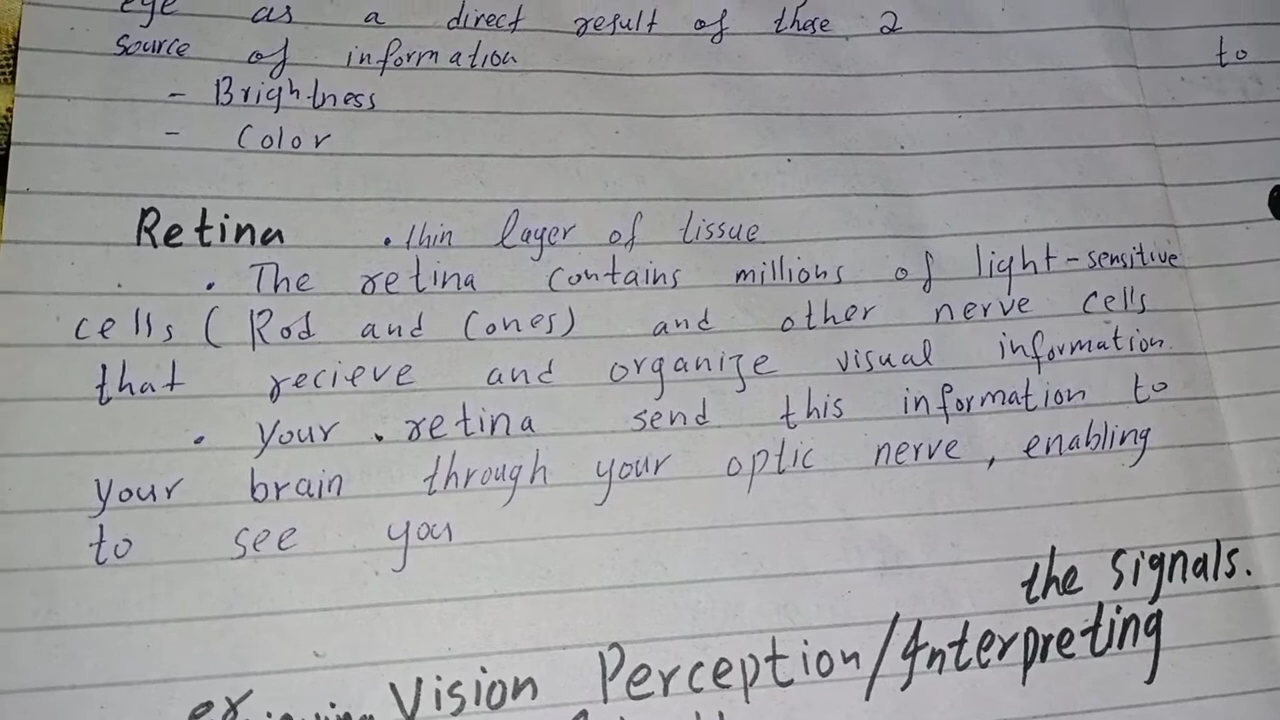 eye as a direct result of these 2
source of information
to
- Brightness
- Color
Retina . thin layer of tissue
. The retina contains millions of light-sensitive
cells (Rod and Cones) and other nerve cells
that recieve and organize visual information.
. your . retina send this information to
your brain through your optic nerve, enabling
to see you
the signals.
Vision Perception/Interpreting